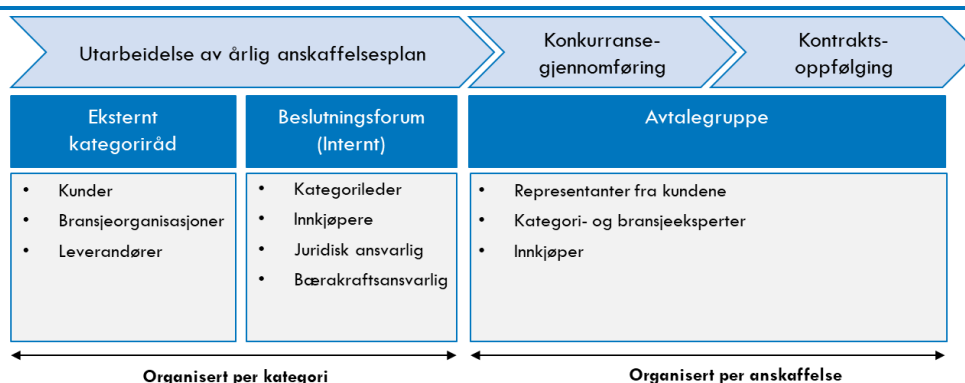 Utarbeidelse av årlig anskaffelsesplan
Konkurranse-
gjennomføring
Kontrakts-
oppfølging
Eksternt
kategoriråd
Beslutningsforum
(Internt)
Avtalegruppe
• Kunder
• Bransjeorganisasjoner
• Leverandører
• Kategorileder
• Innkjøpere
• Juridisk ansvarlig
• Bærakraftsansvarlig
• Representanter fra kundene
• Kategori- og bransjeeksperter
• Innkjøper
Organisert per kategori
Organisert per anskaffelse